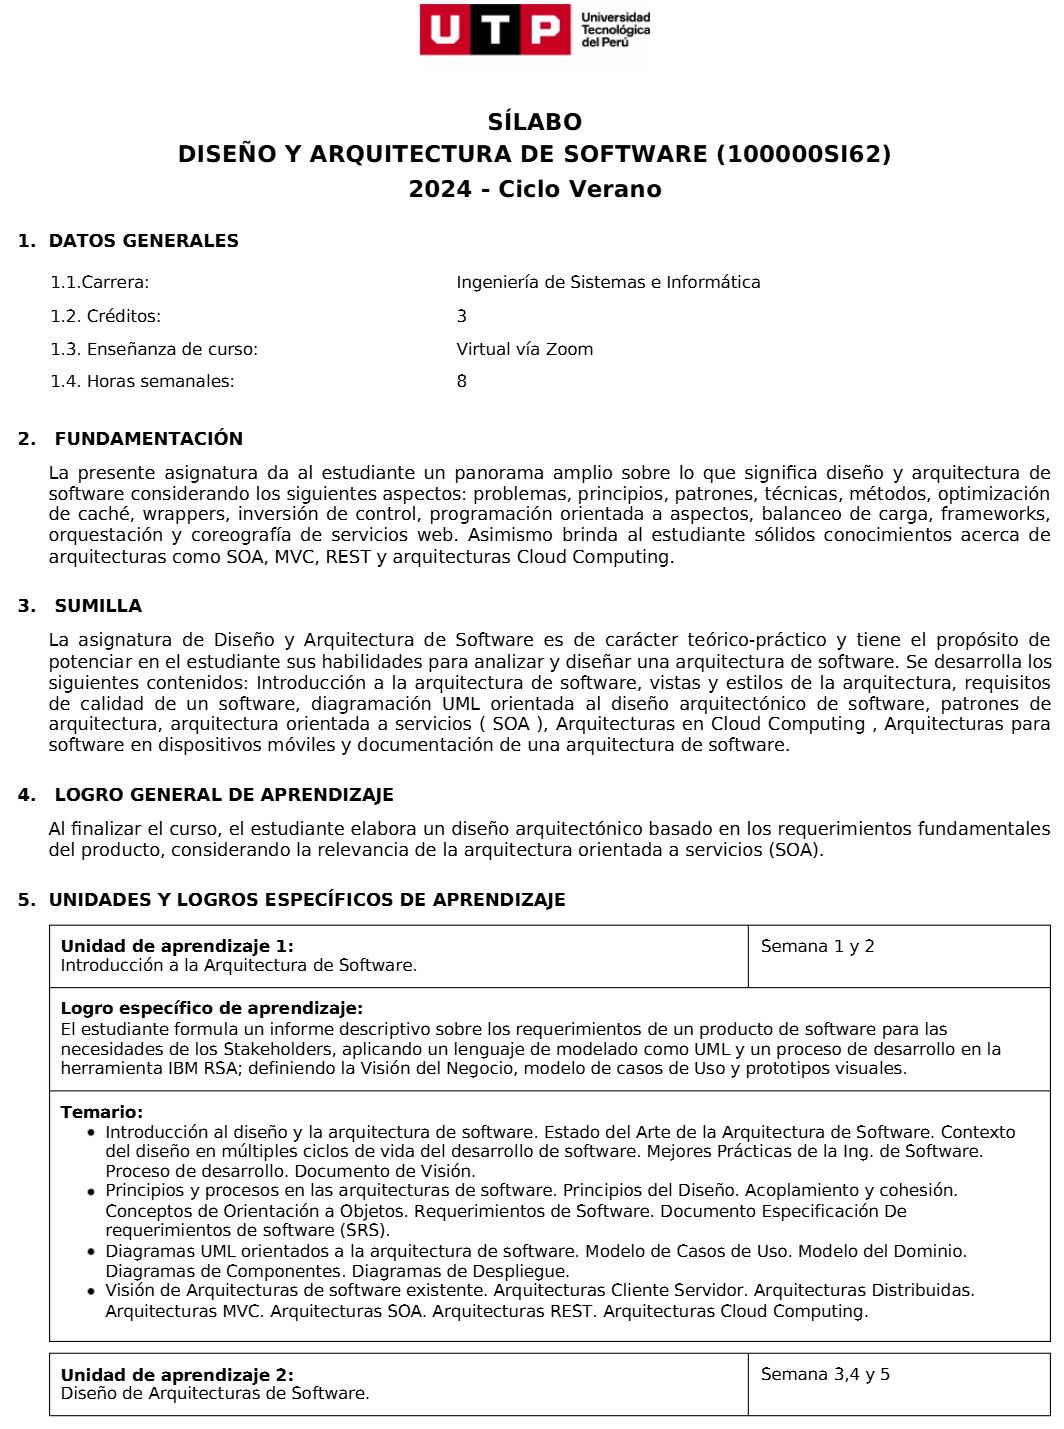 UTP Universidad
Tecnológica
del Perú
SÍLABO
DISEÑO Y ARQUITECTURA DE SOFTWARE (100000SI62)
2024 - Ciclo Verano
1. DATOS GENERALES
1.1.Carrera: Ingeniería de Sistemas e Informática
1.2. Créditos: 3
1.3. Enseñanza de curso: Virtual vía Zoom
1.4. Horas semanales: 8
2. FUNDAMENTACIÓN
La presente asignatura da al estudiante un panorama amplio sobre lo que significa diseño y arquitectura de
software considerando los siguientes aspectos: problemas, principios, patrones, técnicas, métodos, optimización
de caché, wrappers, inversión de control, programación orientada a aspectos, balanceo de carga, frameworks,
orquestación y coreografía de servicios web. Asimismo brinda al estudiante sólidos conocimientos acerca de
arquitecturas como SOA, MVC, REST y arquitecturas Cloud Computing.
3. SUMILLA
La asignatura de Diseño y Arquitectura de Software es de carácter teórico-práctico y tiene el propósito de
potenciar en el estudiante sus habilidades para analizar y diseñar una arquitectura de software. Se desarrolla los
siguientes contenidos: Introducción a la arquitectura de software, vistas y estilos de la arquitectura, requisitos
de calidad de un software, diagramación UML orientada al diseño arquitectónico de software, patrones de
arquitectura, arquitectura orientada a servicios ( SOA ), Arquitecturas en Cloud Computing , Arquitecturas para
software en dispositivos móviles y documentación de una arquitectura de software.
4. LOGRO GENERAL DE APRENDIZAJE
Al finalizar el curso, el estudiante elabora un diseño arquitectónico basado en los requerimientos fundamentales
del producto, considerando la relevancia de la arquitectura orientada a servicios (SOA).
5. UNIDADES Y LOGROS ESPECÍFICOS DE APRENDIZAJE
Unidad de aprendizaje 1: Semana 1 y 2
Introducción a la Arquitectura de Software.
Logro específico de aprendizaje:
El estudiante formula un informe descriptivo sobre los requerimientos de un producto de software para las
necesidades de los Stakeholders, aplicando un lenguaje de modelado como UML y un proceso de desarrollo en la
herramienta IBM RSA; definiendo la Visión del Negocio, modelo de casos de Uso y prototipos visuales.
Temario:
• Introducción al diseño y la arquitectura de software. Estado del Arte de la Arquitectura de Software. Contexto
del diseño en múltiples ciclos de vida del desarrollo de software. Mejores Prácticas de la Ing. de Software.
Proceso de desarrollo. Documento de Visión.
• Principios y procesos en las arquitecturas de software. Principios del Diseño. Acoplamiento y cohesión.
Conceptos de Orientación a Objetos. Requerimientos de Software. Documento Especificación De
requerimientos de software (SRS).
• Diagramas UML orientados a la arquitectura de software. Modelo de Casos de Uso. Modelo del Dominio.
Diagramas de Componentes. Diagramas de Despliegue.
• Visión de Arquitecturas de software existente. Arquitecturas Cliente Servidor. Arquitecturas Distribuidas.
Arquitecturas MVC. Arquitecturas SOA. Arquitecturas REST. Arquitecturas Cloud Computing.
Unidad de aprendizaje 2: Semana 3,4 y 5
Diseño de Arquitecturas de Software.